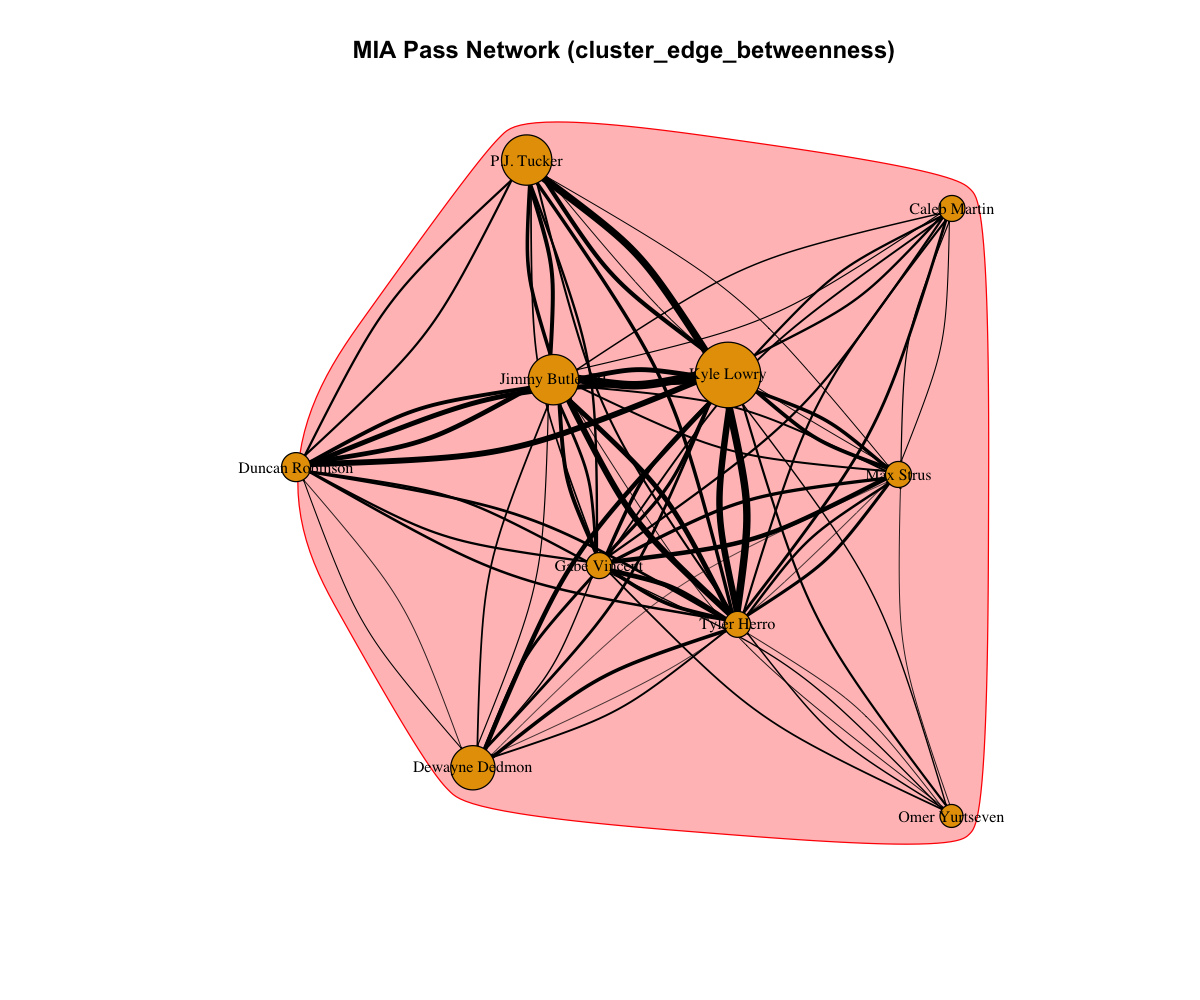 MIA Pass Network (cluster_edge_betweenness)
P.J. Tucker
Caleb Martin
Kyle Lowry
Jimmy Butler
Duncan Robinson
Max Strus
Gabe Vincent
Tyler Herro
Dewayne Dedmon
Omer Yurtseven